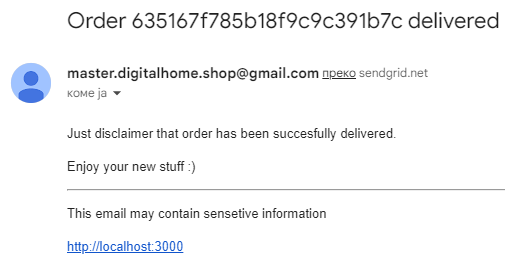 Order 635167f785b18f9c9c391b7c delivered
master.digitalhome.shop@gmail.com преко sendgrid.net
коме ја
Just disclaimer that order has been succesfully delivered.
Enjoy your new stuff :)
This email may contain sensetive information
http://localhost:3000